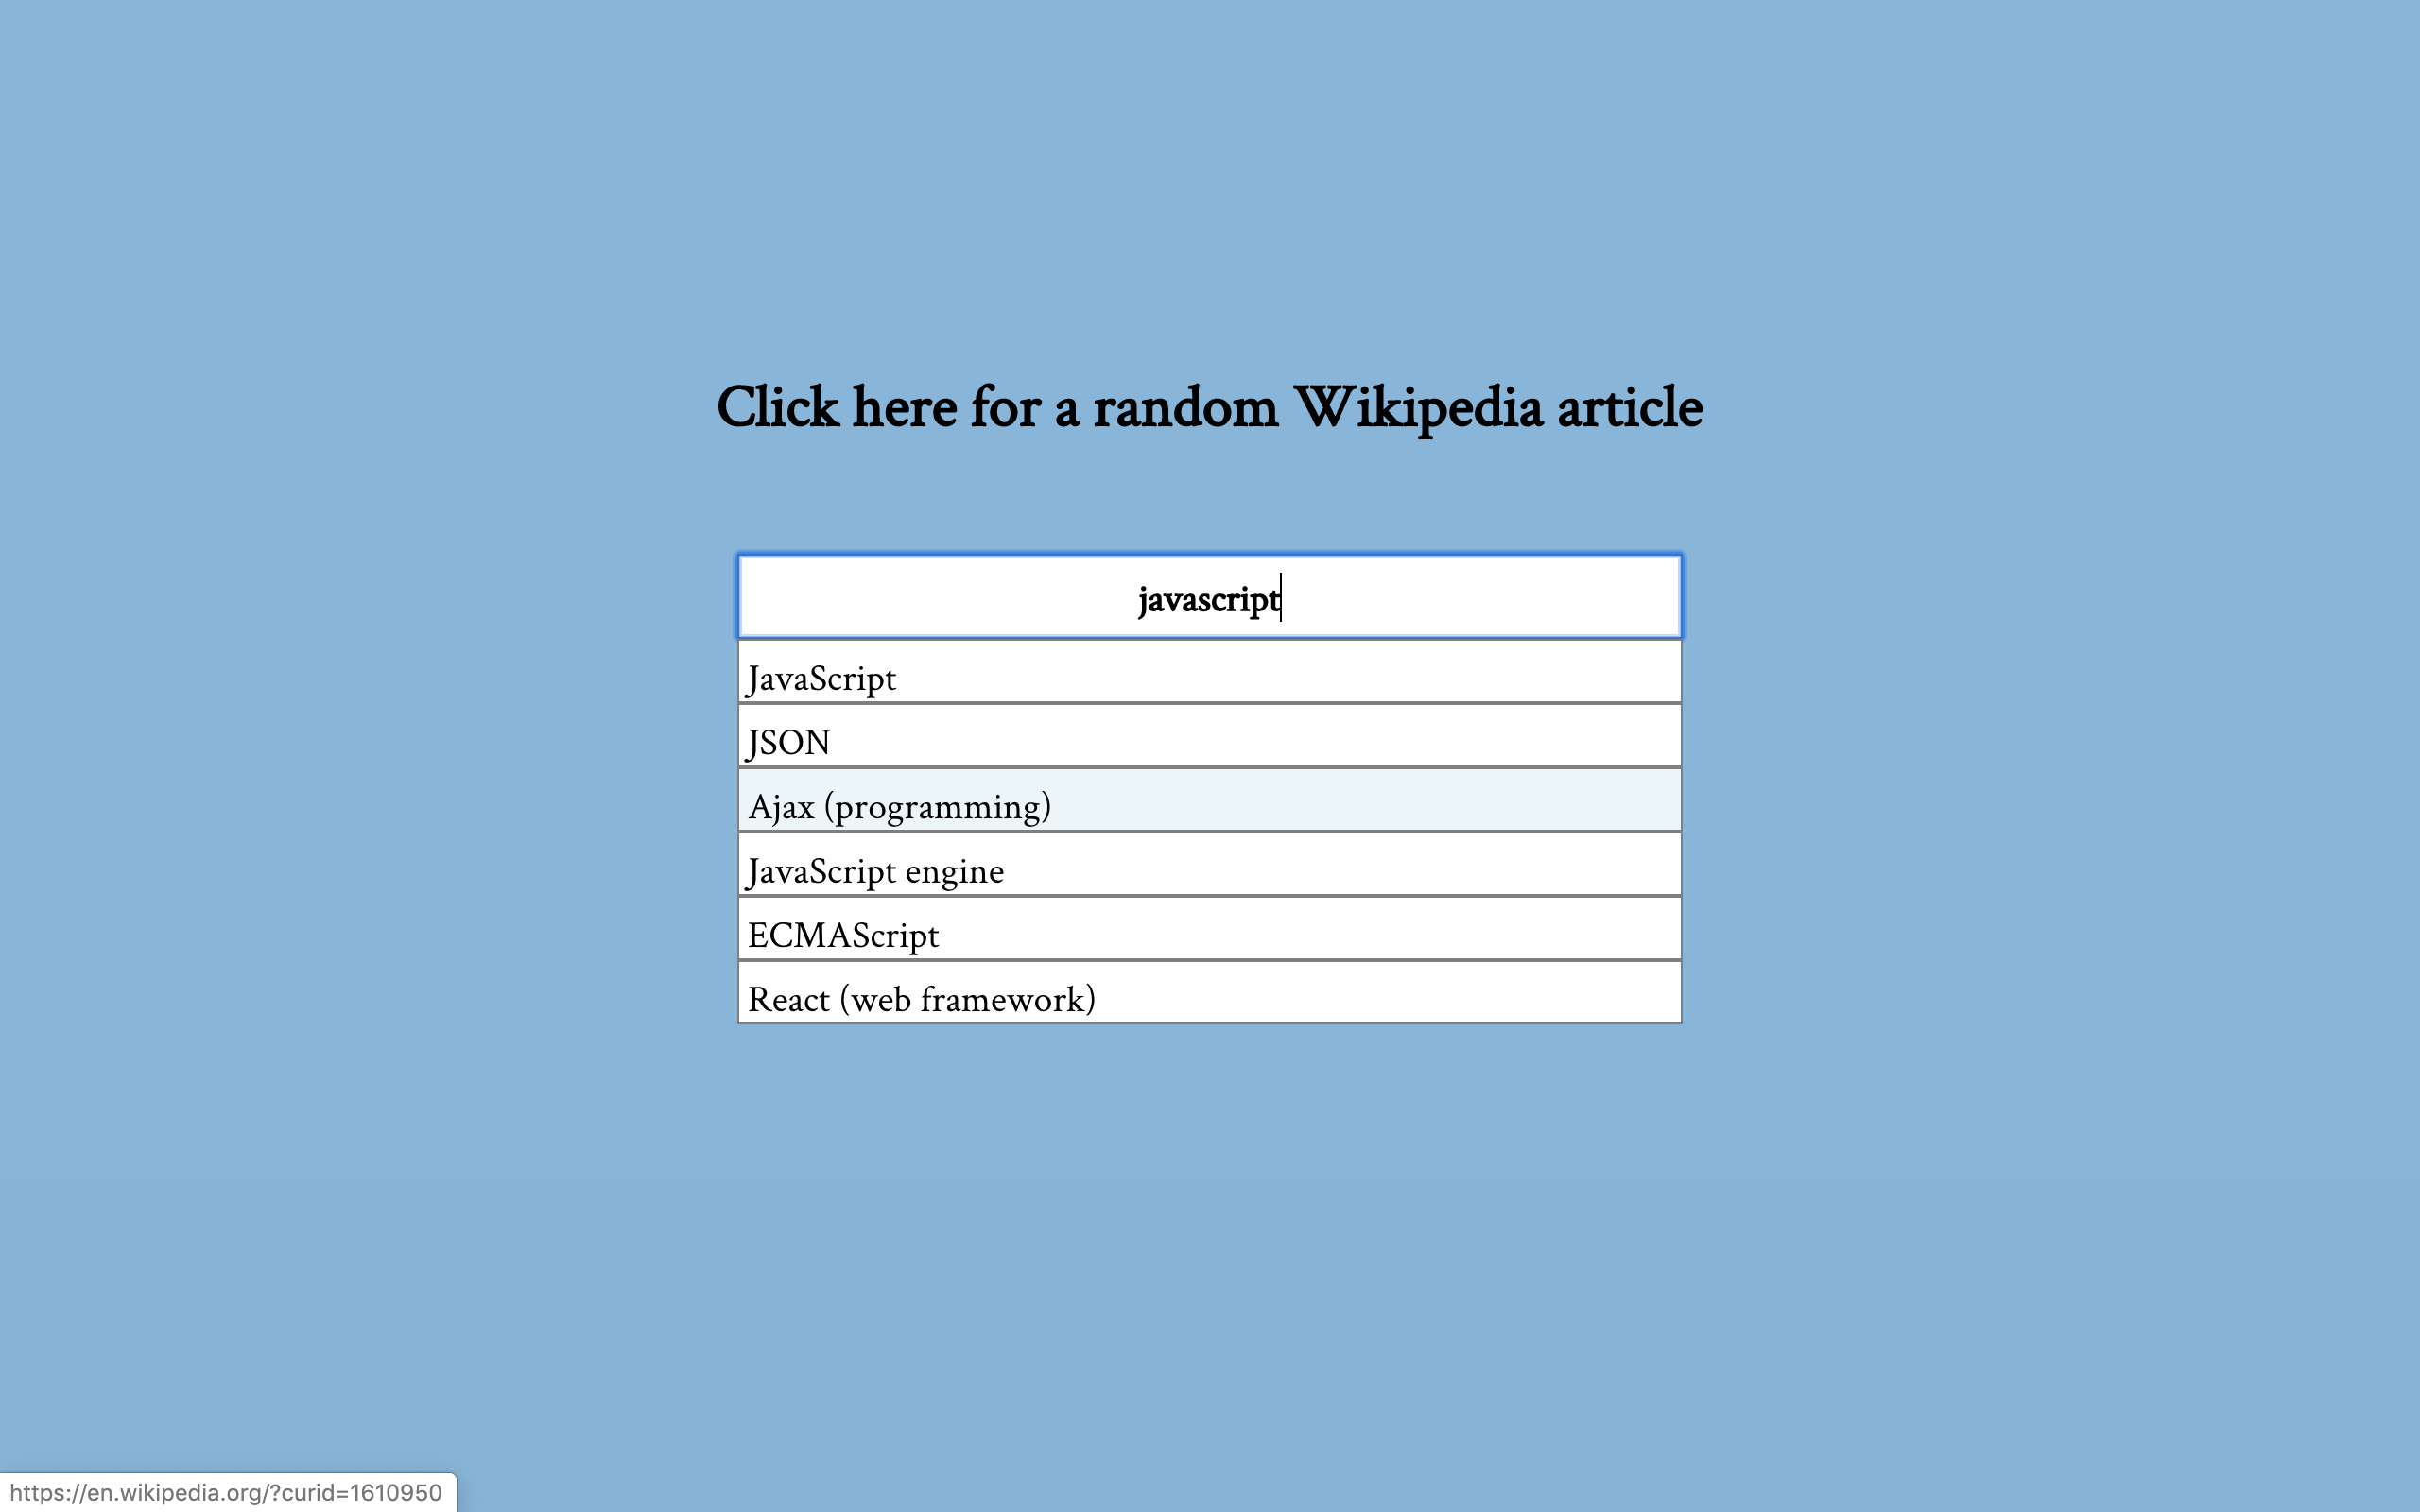 Click here for a random Wikipedia article
javascript
JavaScript
JSON
Ajax (programming)
JavaScript engine
ECMAScript
React (web framework)
https://en.wikipedia.org/?curid=1610950